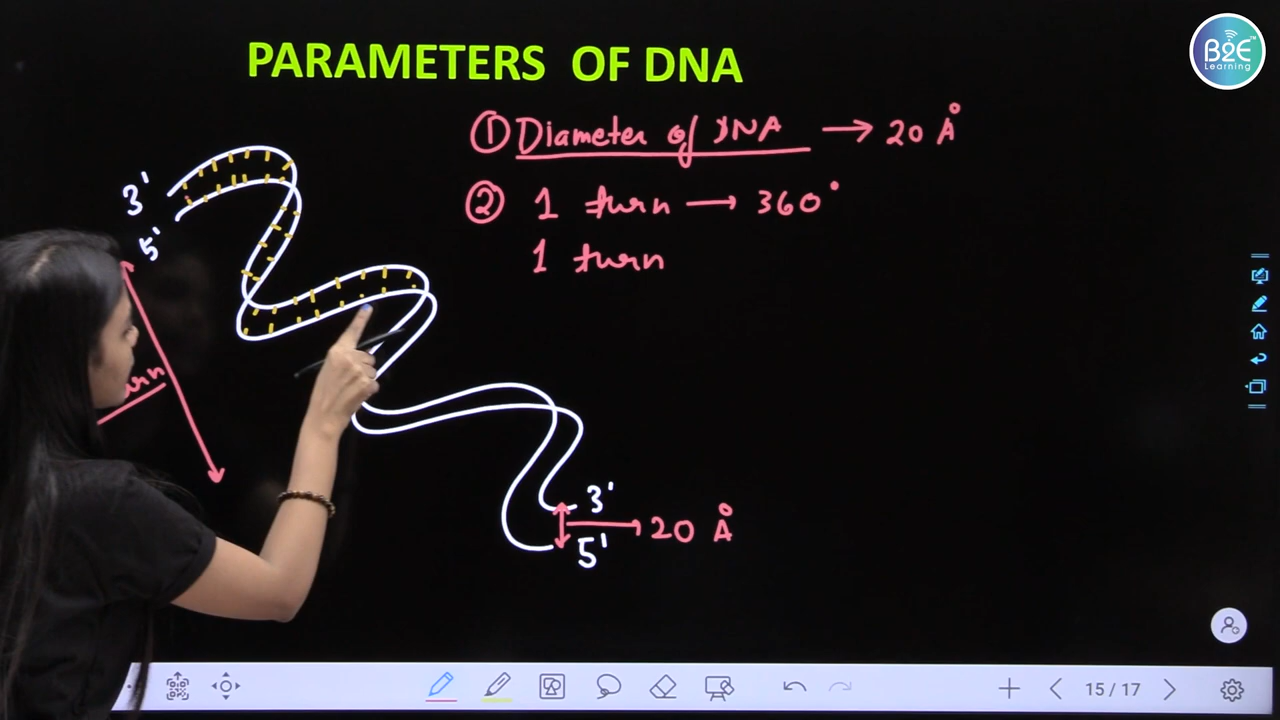 B2E
Learning
TM
PARAMETERS OF DNA
① Diameter of DNA → 20 Å
② 1 turn → 360°
1 turn
3'
5'
3'
5'
20 Å
15 / 17